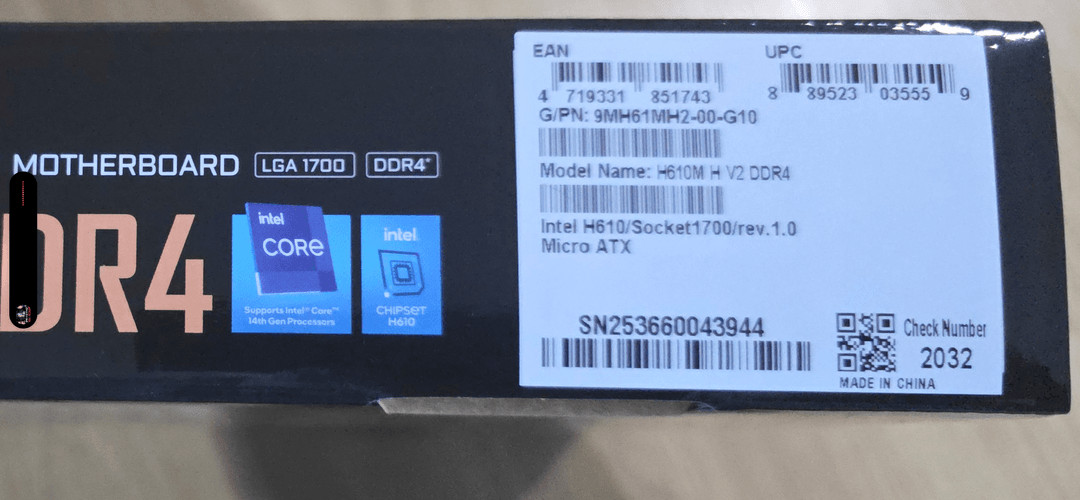 MOTHERBOARD LGA 1700 DDR4*
DR4
intel
CORE
Supports Intel® Core™
14th Gen Processors
intel
CHIPSET
H610
EAN
4 719331 851743
UPC
8 89523 03555 9
G/PN: 9MH61MH2-00-G10
Model Name: H610M H V2 DDR4
Intel H610/Socket1700/rev.1.0
Micro ATX
SN253660043944
Check Number
2032
MADE IN CHINA